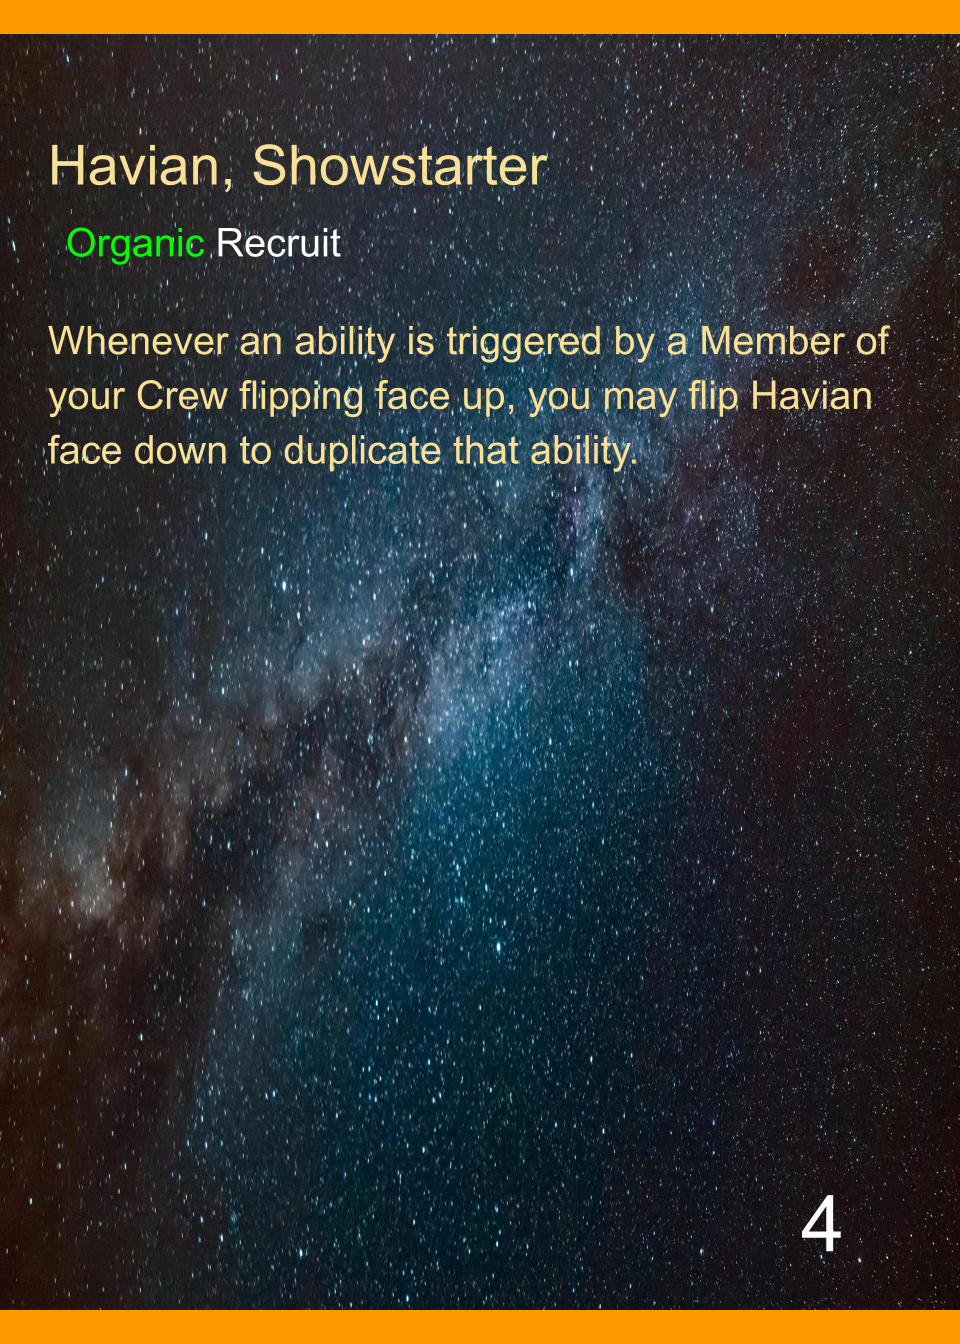 Havian, Showstarter
Organic Recruit
Whenever an ability is triggered by a Member of
your Crew flipping face up, you may flip Havian
face down to duplicate that ability.
4